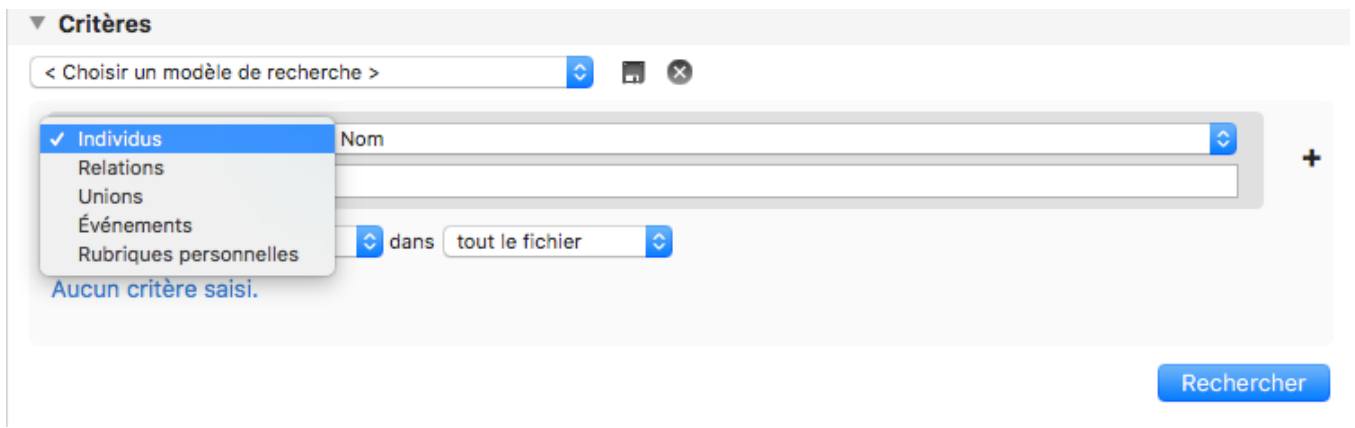 ▼ Critères
< Choisir un modèle de recherche >
✓ Individus
Nom
Relations
Unions
Événements
dans tout le fichier
Rubriques personnelles
Aucun critère saisi.
Rechercher